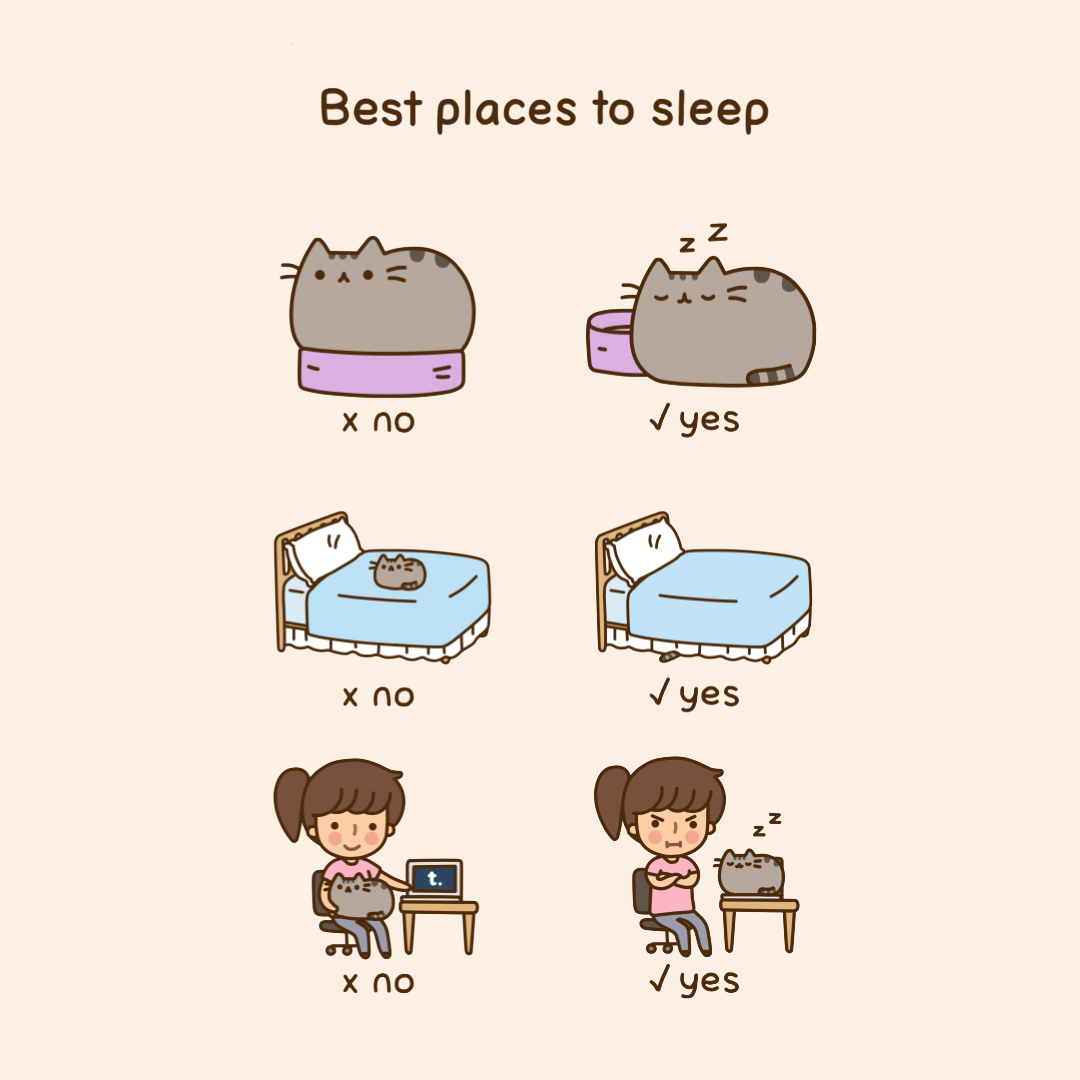 Best places to sleep
z z
x no
✓ yes
x no
✓ yes
t.
z z
x no
✓ yes